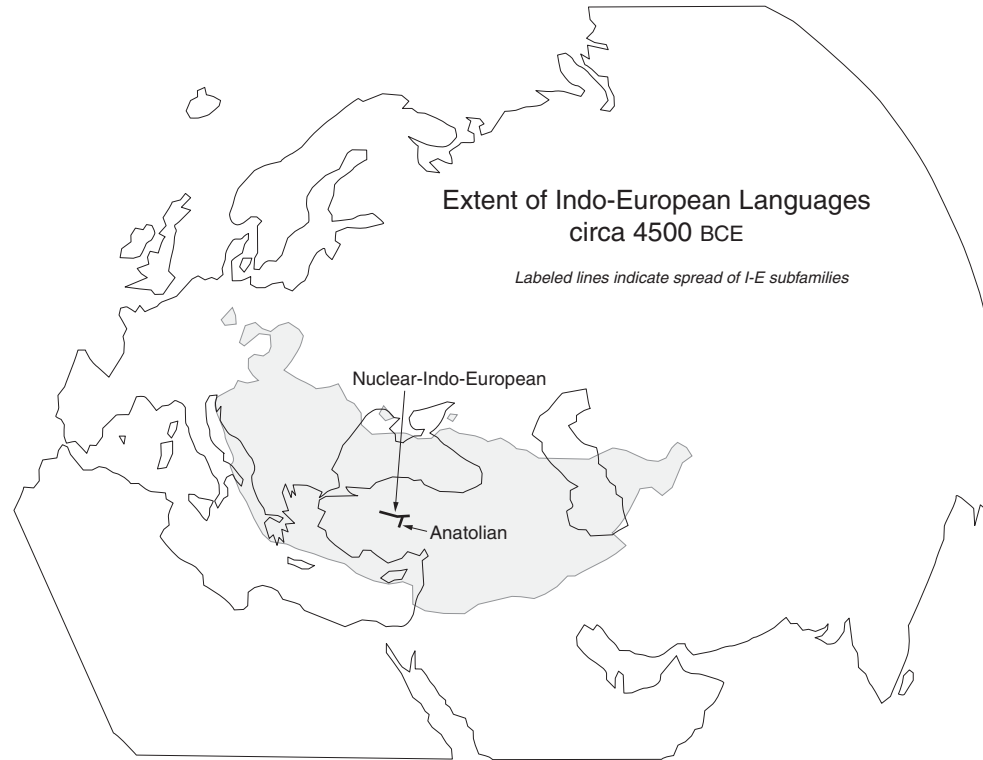 Extent of Indo-European Languages
circa 4500 BCE
Labeled lines indicate spread of I-E subfamilies
Nuclear-Indo-European
Anatolian